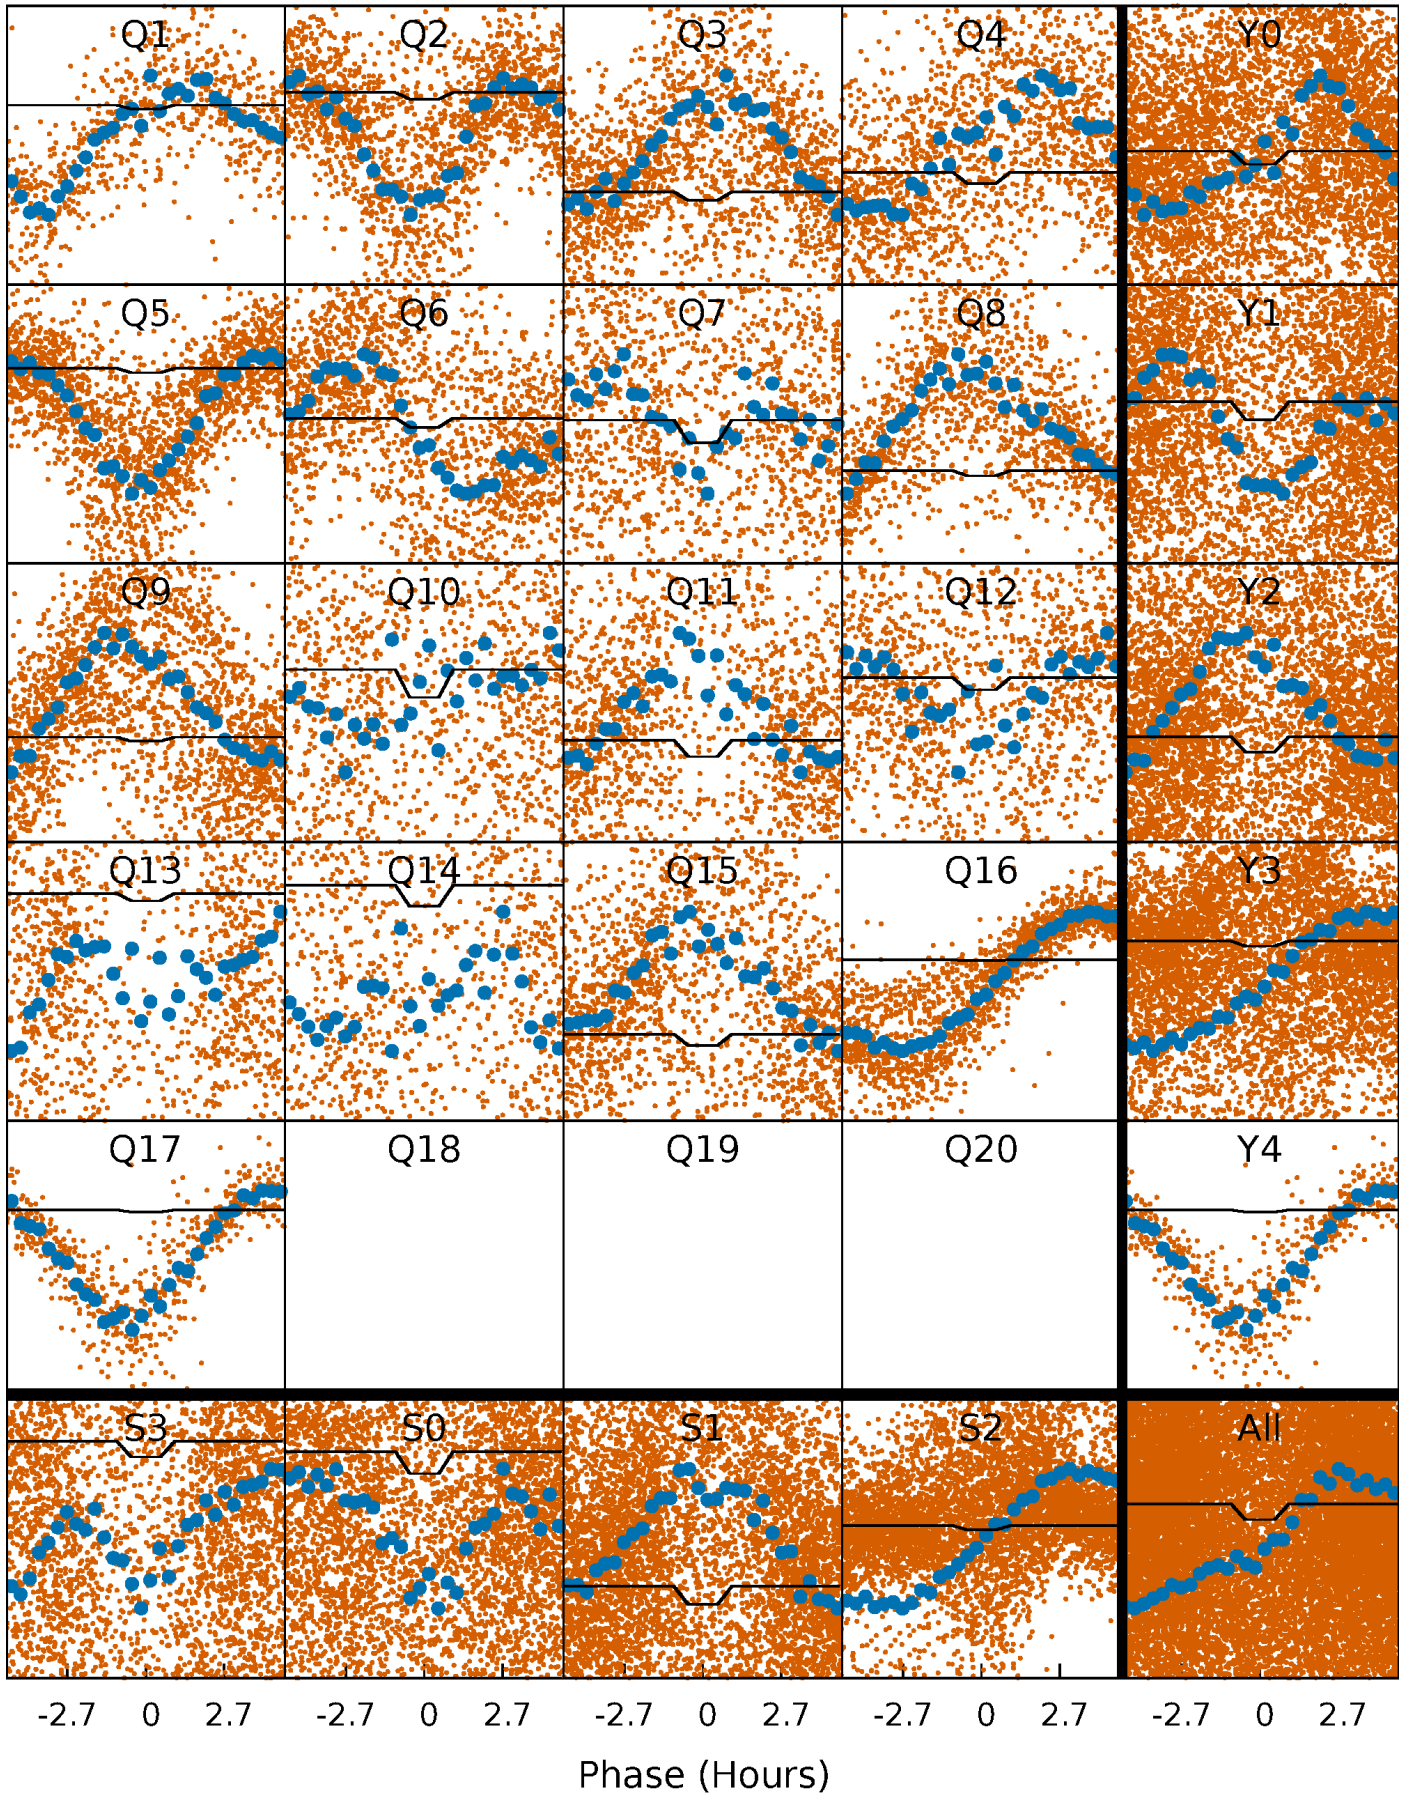 Q1 Q2 Q3 Q4 Y0
Q5 Q6 Q7 Q8 Y1
Q9 Q10 Q11 Q12 Y2
Q13 Q14 Q15 Q16 Y3
Q17 Q18 Q19 Q20 Y4
S3 S0 S1 S2 All
-2.7 0 2.7 -2.7 0 2.7 -2.7 0 2.7 -2.7 0 2.7 -2.7 0 2.7
Phase (Hours)